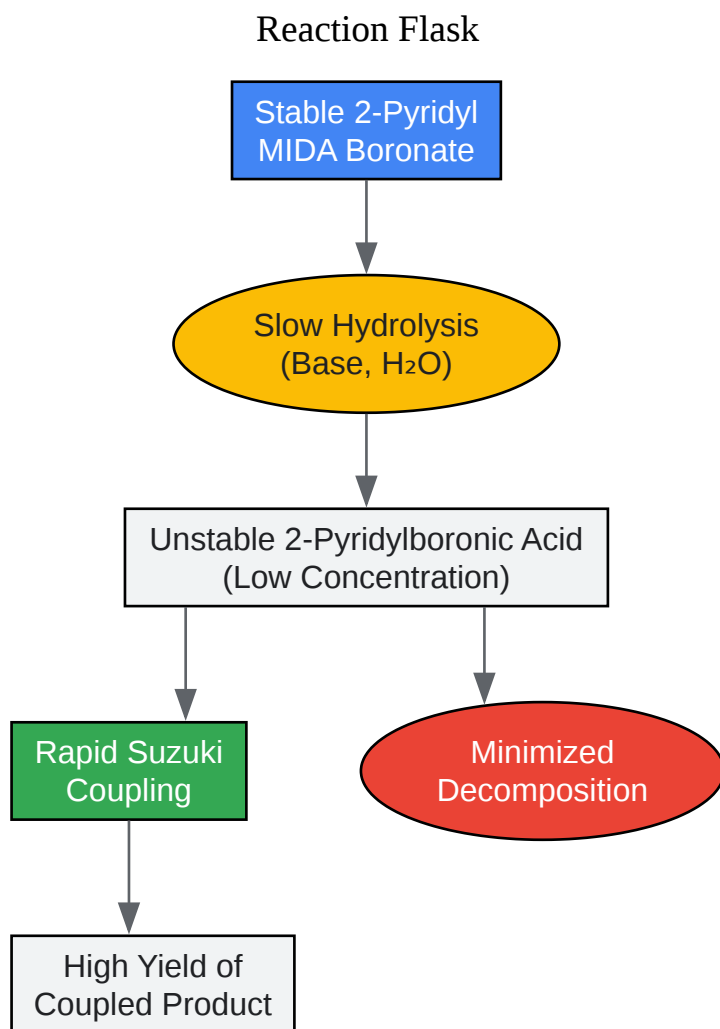 Reaction Flask
Stable 2-Pyridyl
MIDA Boronate
Slow Hydrolysis
(Base, H₂O)
Unstable 2-Pyridylboronic Acid
(Low Concentration)
Rapid Suzuki
Coupling
Minimized
Decomposition
High Yield of
Coupled Product